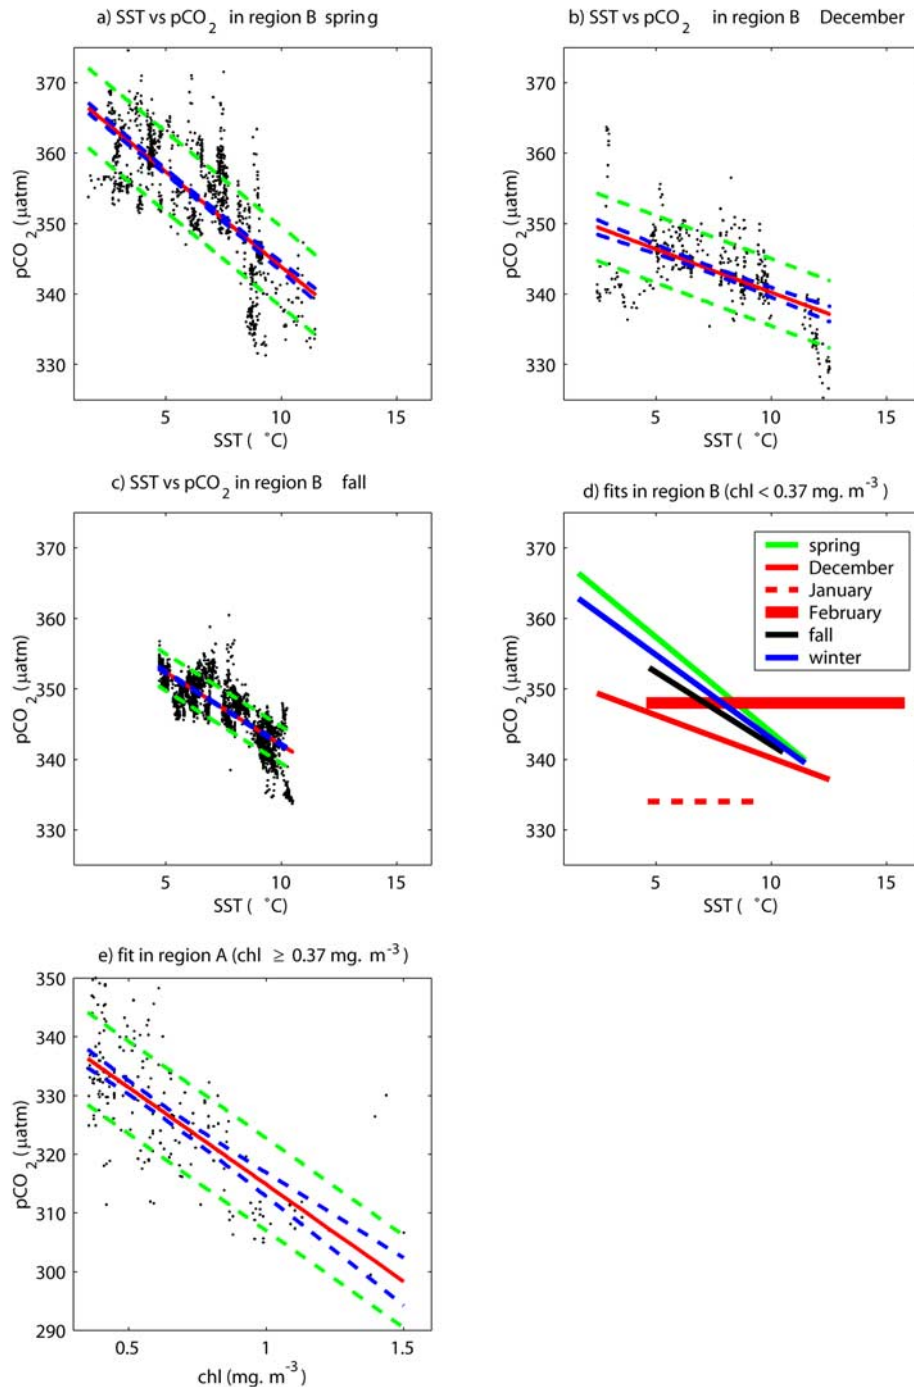 a) SST vs pCO2 in region B spring
370
360
350
340
330
pCO2 (μatm)
5
10
15
SST ( °C)
b) SST vs pCO2 in region B December
370
360
350
340
330
pCO2 (μatm)
5
10
15
SST ( °C)
c) SST vs pCO2 in region B fall
370
360
350
340
330
pCO2 (μatm)
5
10
15
SST ( °C)
d) fits in region B (chl < 0.37 mg. m-3)
370
360
350
340
330
pCO2 (μatm)
spring
December
January
February
fall
winter
5
10
15
SST ( °C)
e) fit in region A (chl ≥ 0.37 mg. m-3)
350
340
330
320
310
300
290
pCO2 (μatm)
0.5
1
1.5
chl (mg. m-3)